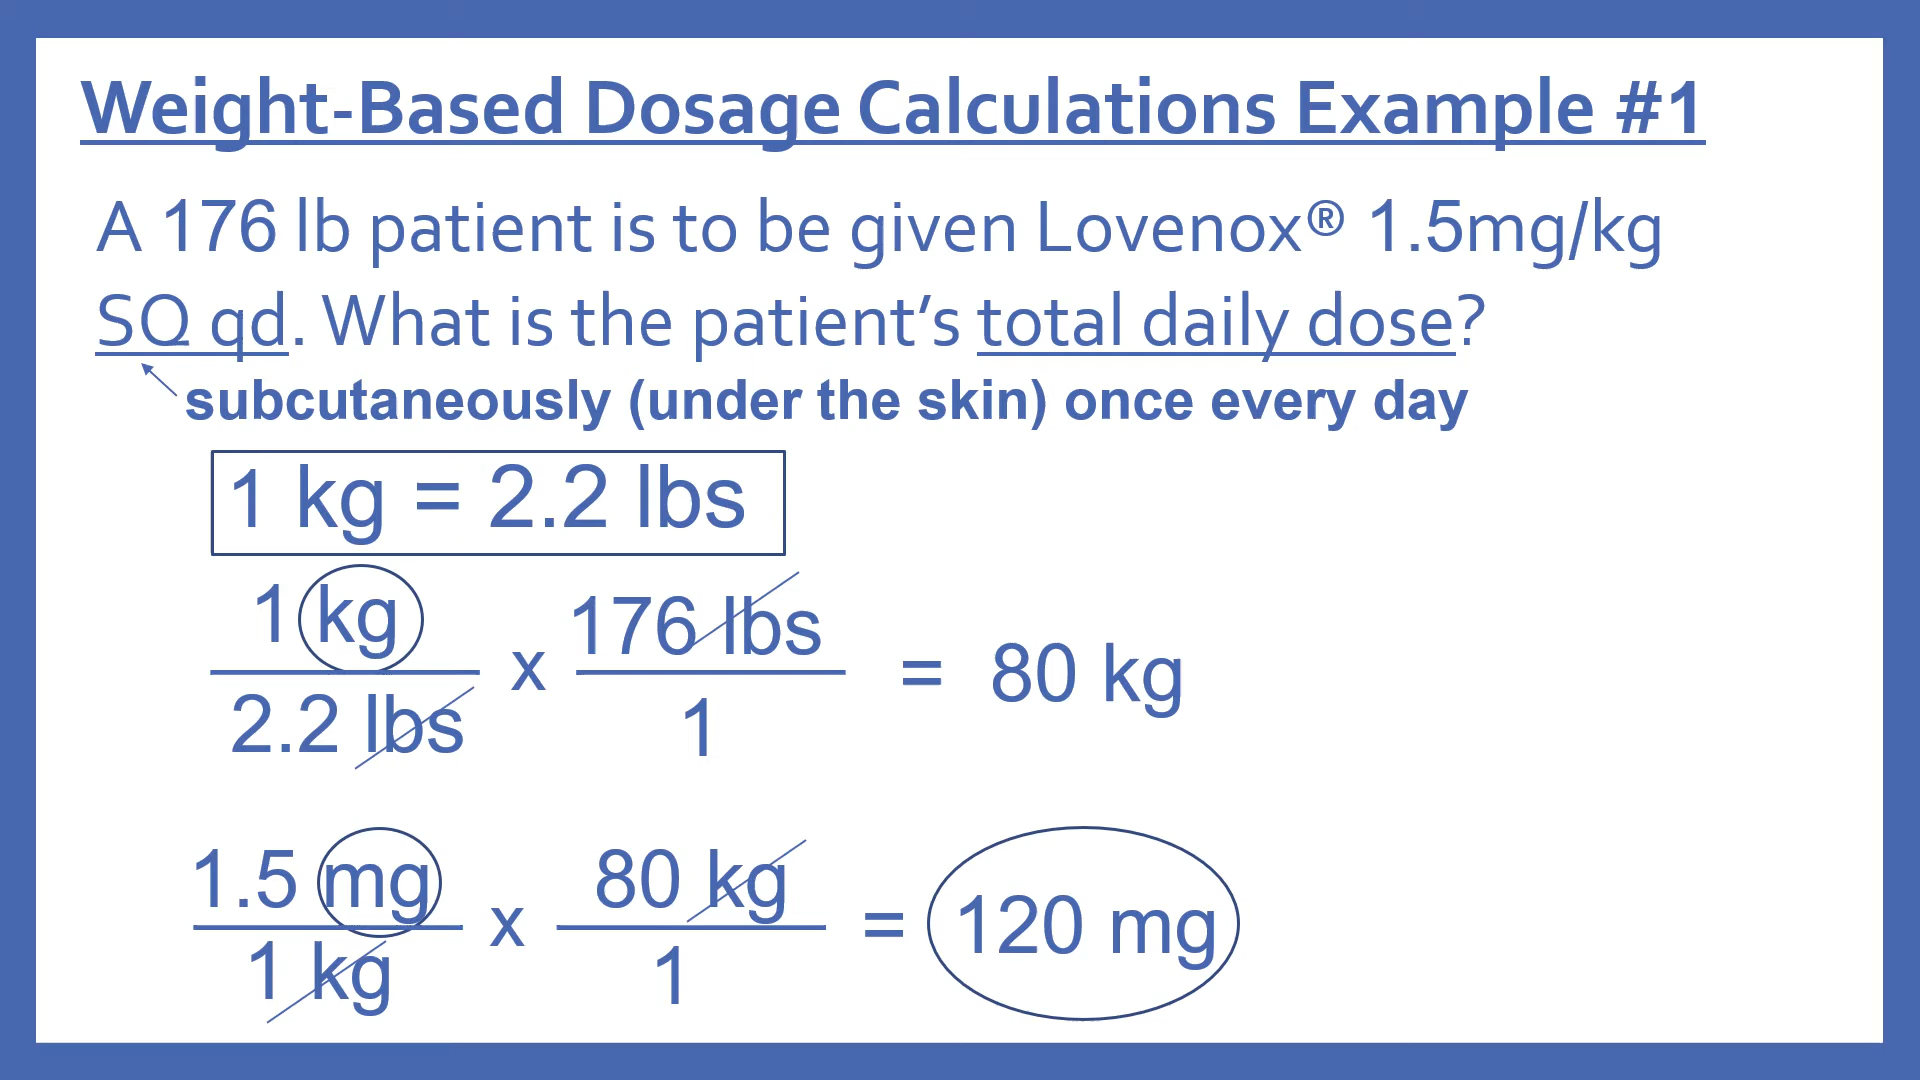 Weight-Based Dosage Calculations Example #1
A 176 lb patient is to be given Lovenox® 1.5mg/kg
SQ qd. What is the patient's total daily dose?
subcutaneously (under the skin) once every day
1 kg = 2.2 lbs
1 kg
2.2 lbs
x
176 lbs
1
= 80 kg
1.5 mg
1 kg
x
80 kg
1
= 120 mg